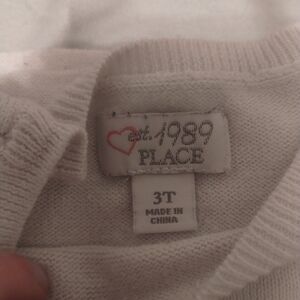 est. 1989
PLACE
3T
MADE IN
CHINA